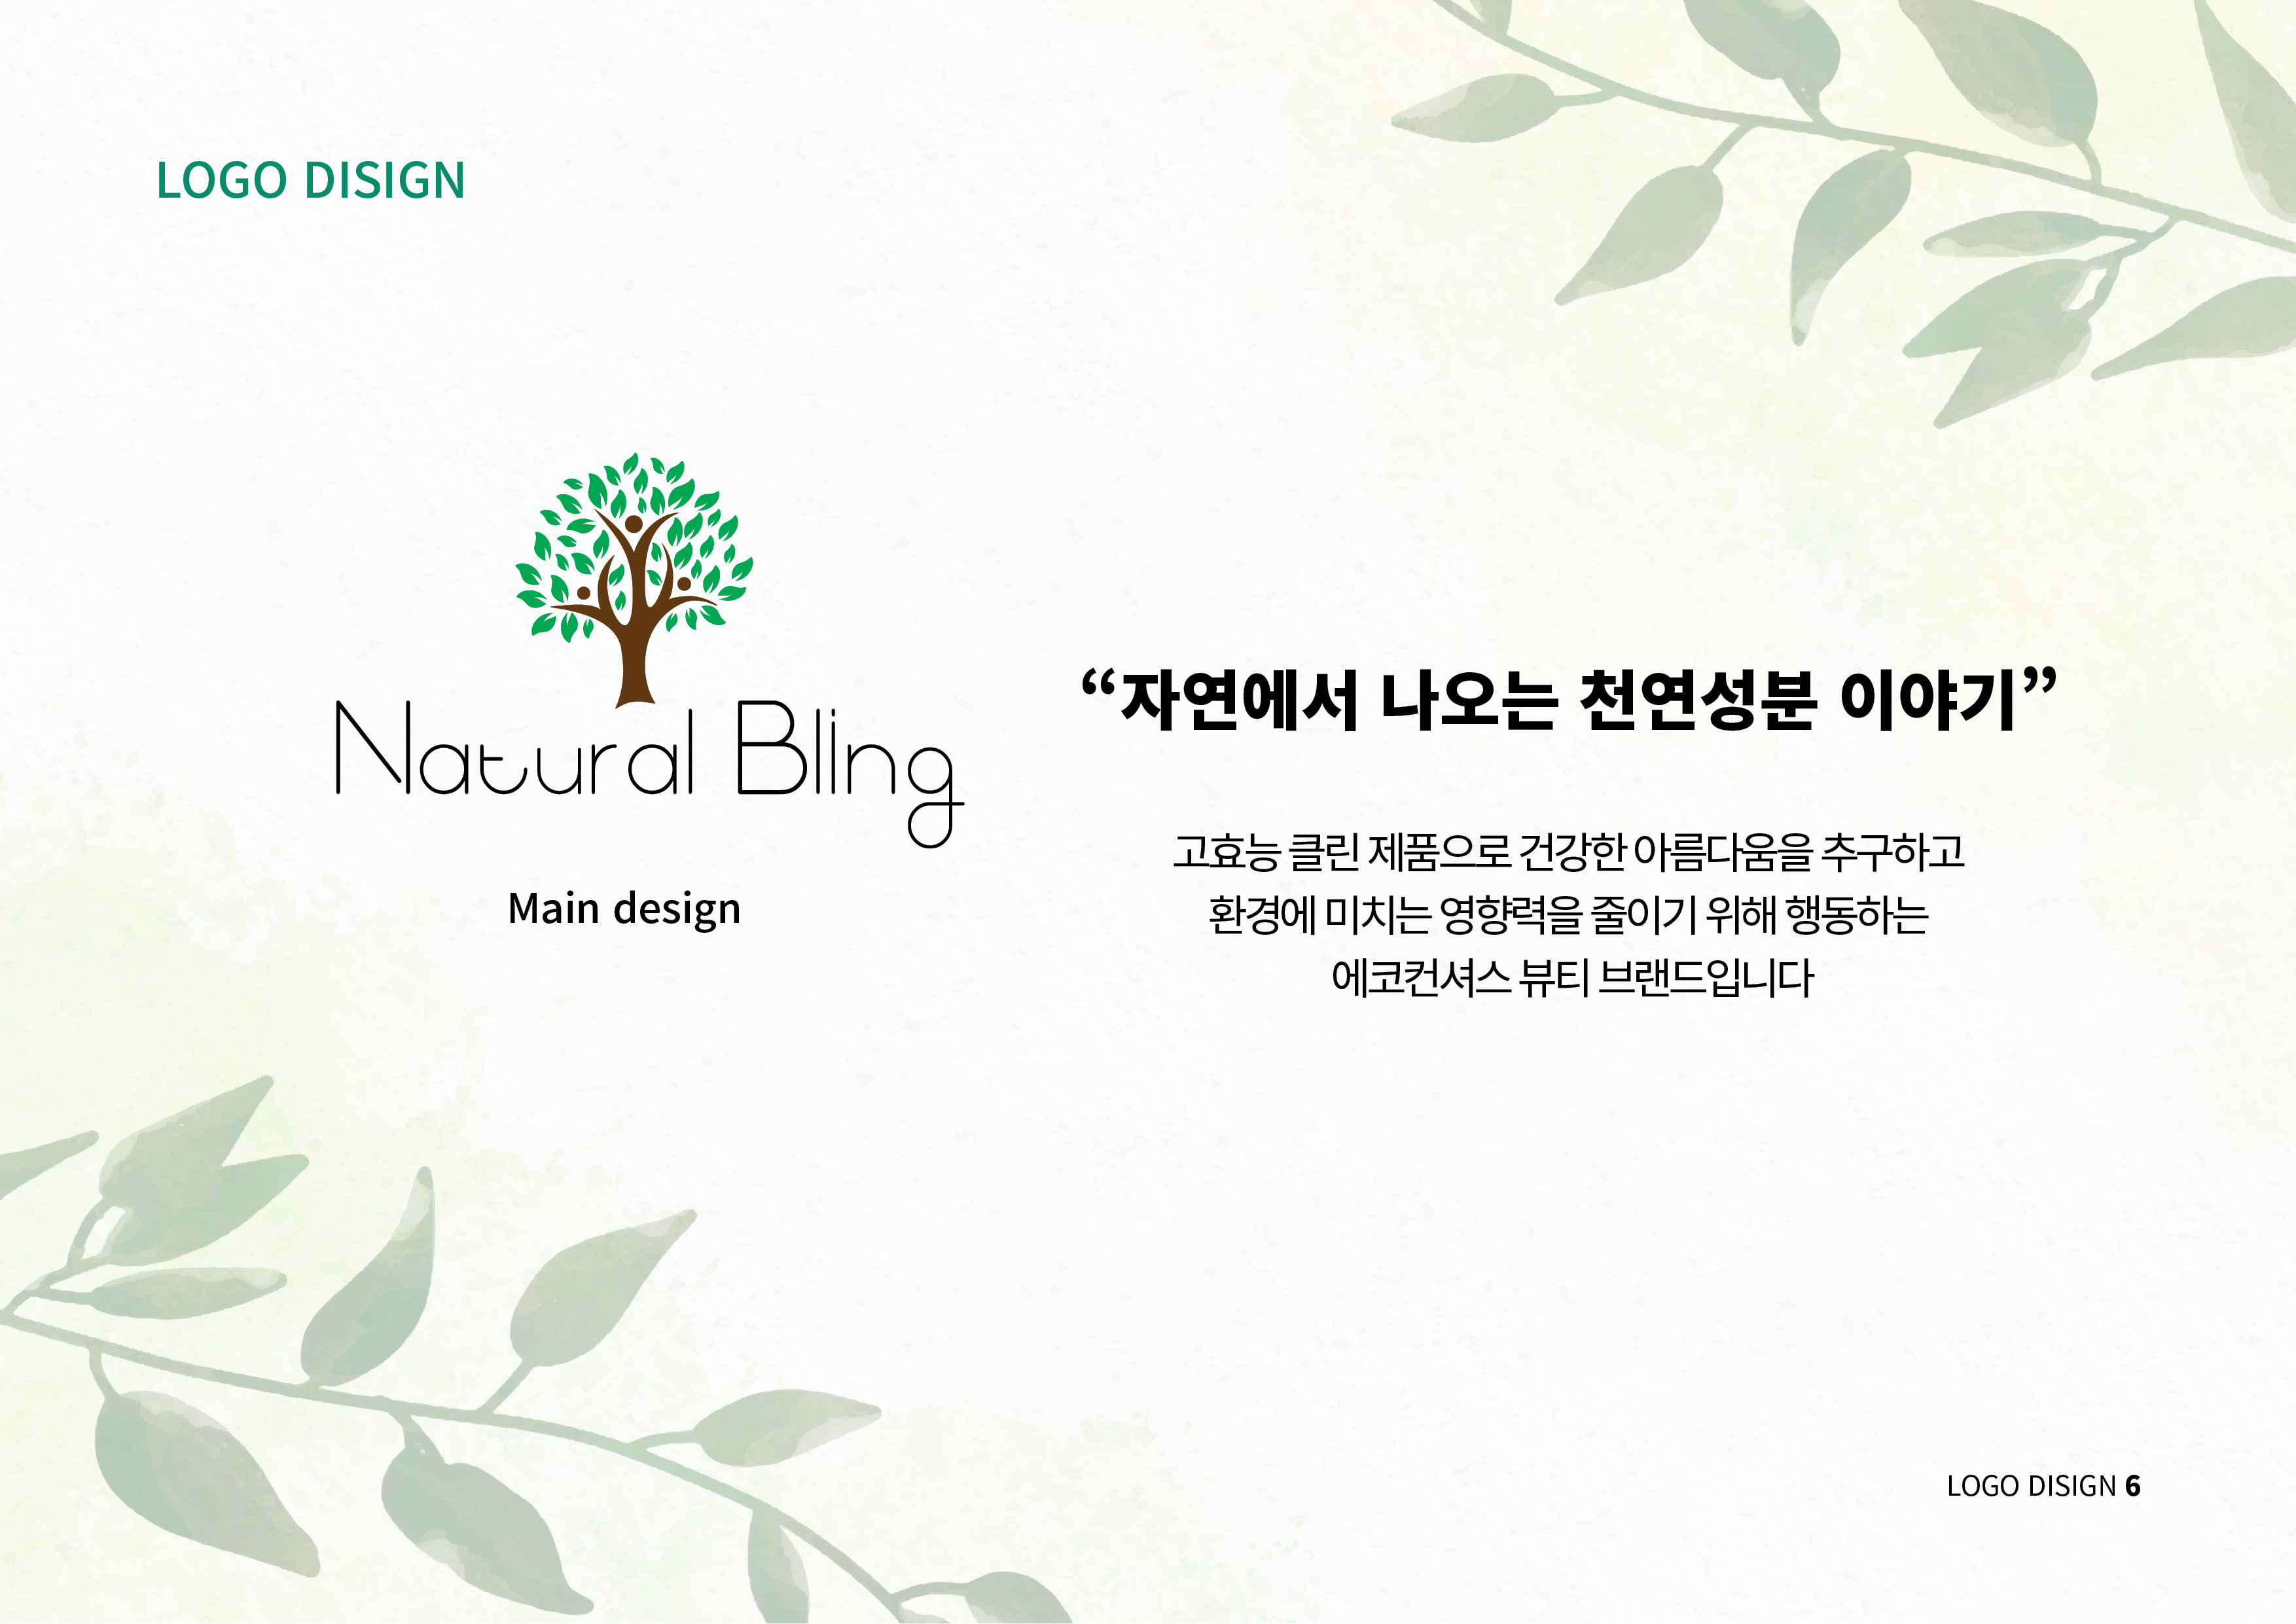 LOGO DISIGN
Natural Bling
Main design
“자연에서 나오는 천연성분 이야기”
고효능 클린 제품으로 건강한 아름다움을 추구하고
환경에 미치는 영향력을 줄이기 위해 행동하는
에코컨셔스 뷰티 브랜드입니다
LOGO DISIGN 6